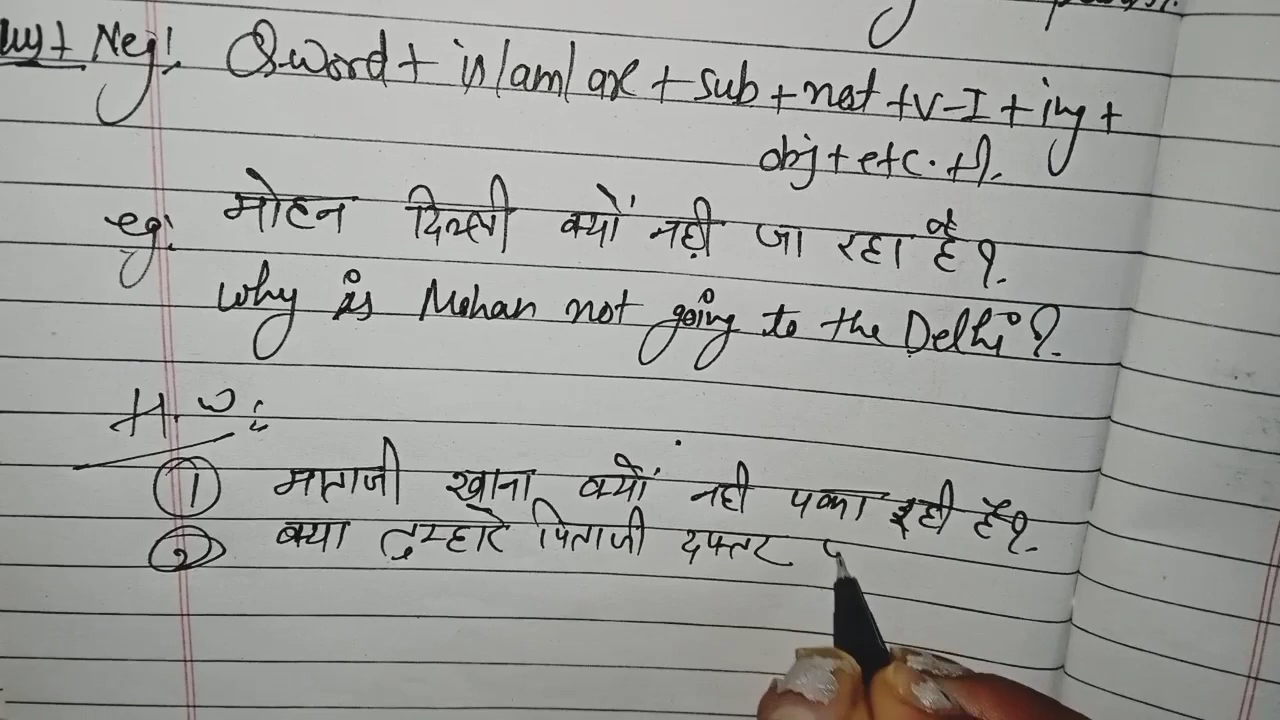 Neg! Qword + is/am/are + sub + not + V-I + ing +
obj + etc. + ?.
eg: मोहन दिल्ली क्यों नही जा रहा है?
Why is Mohan not going to the Delhi?
H.W:
① माताजी खाना क्यों नही पका रही हैं?
② क्या तुम्हारे पिताजी दफ्तर